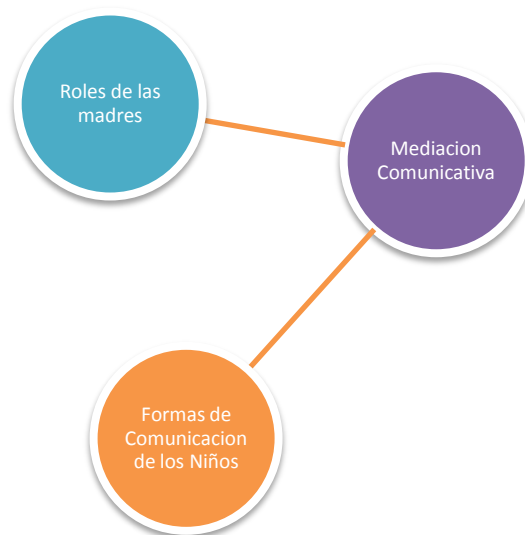 Roles de las
madres
Mediacion
Comunicativa
Formas de
Comunicacion
de los Niños